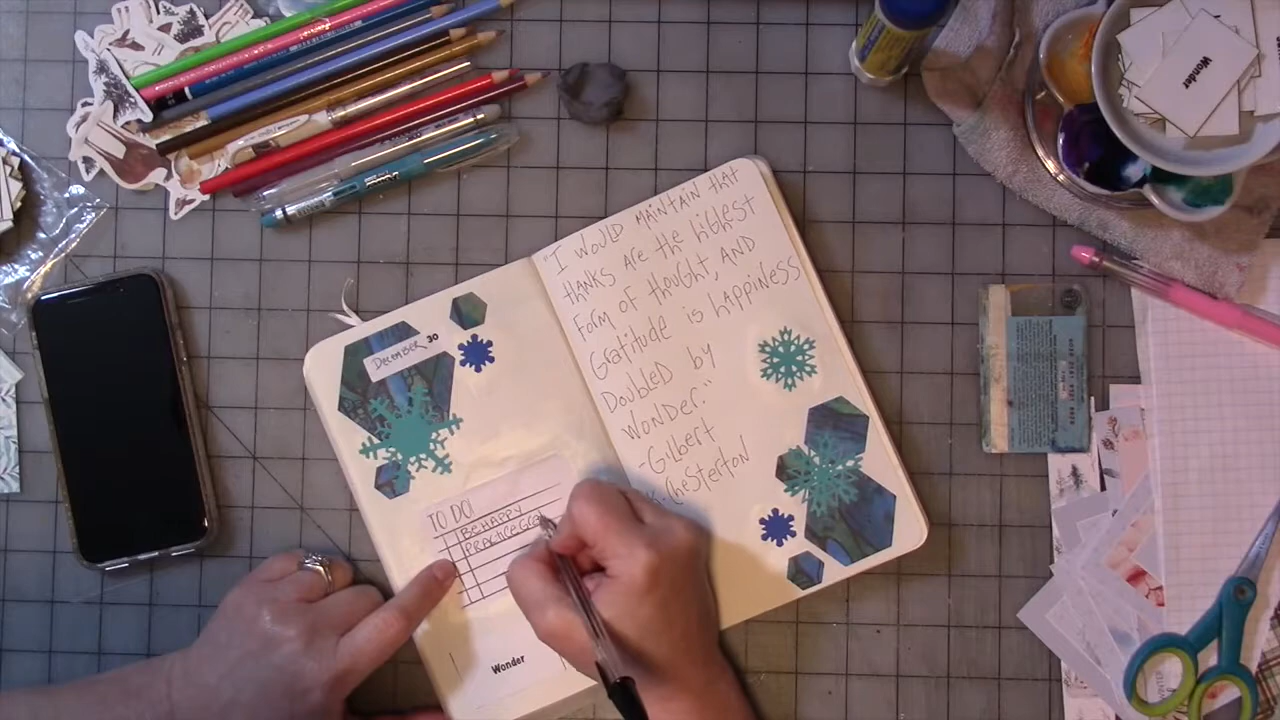 DECEMBER 30
"I WOULD MAINTAIN that
thanks ARE the highest
Form of thought, AND
Gratitude is happiness
Doubled by
Wonder."
-Gilbert
K. Chesterton
TO DO!
BE HAPPY
PRACTICE
Wonder
Wonder